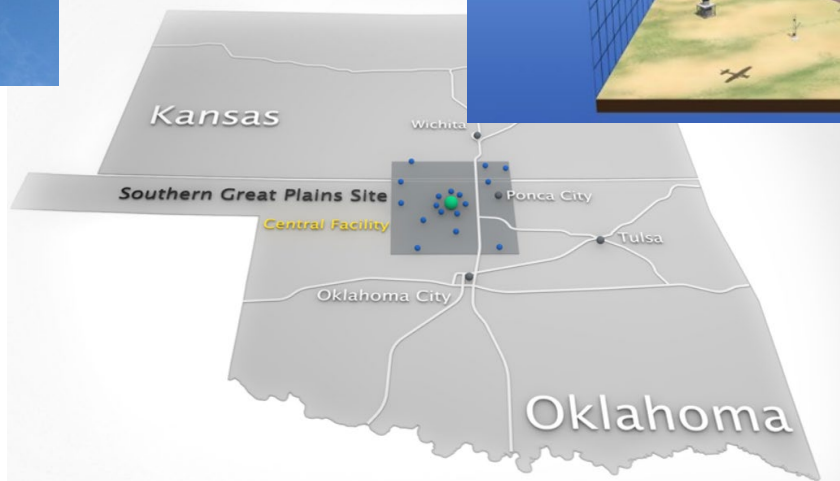 Kansas
Wichita
Southern Great Plains Site
Ponca City
Central Facility
Tulsa
Oklahoma City
Oklahoma